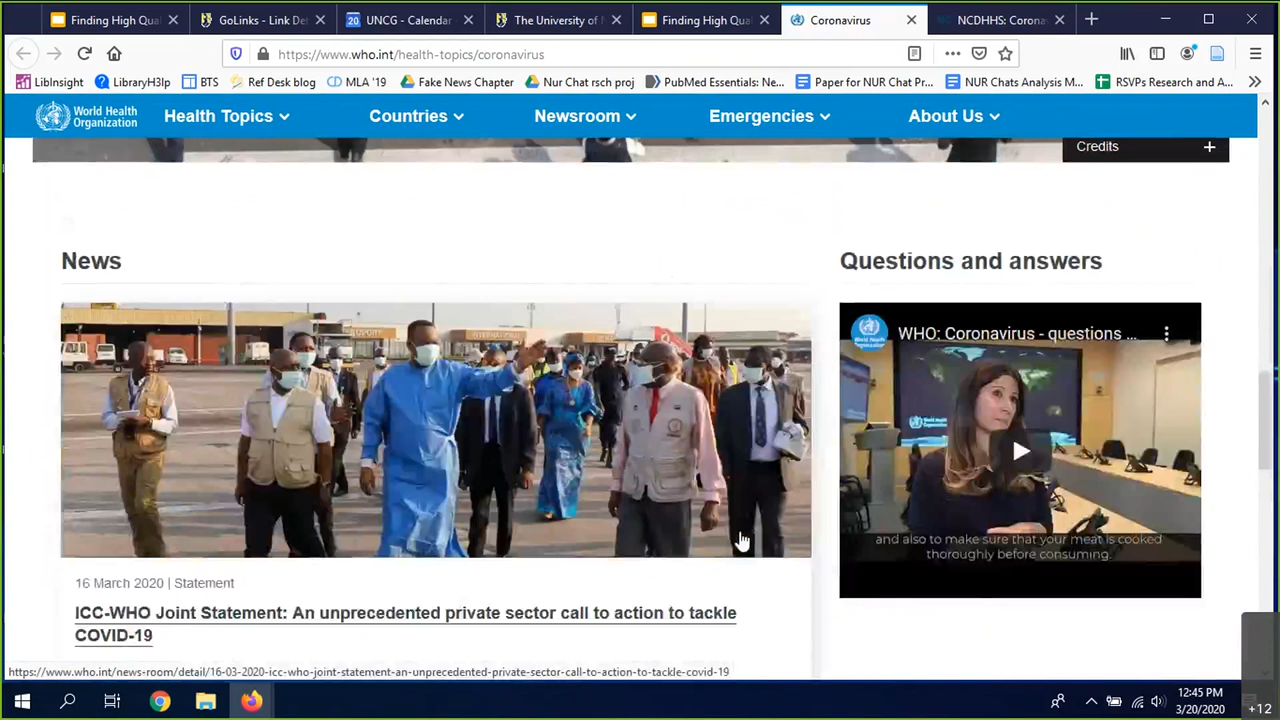 Finding High Qual
GoLinks - Link De
UNCG - Calendar
The University of
Finding High Qual
Coronavirus
NCDHHS: Corona
https://www.who.int/health-topics/coronavirus
LibInsight
LibraryH3lp
BTS
Ref Desk blog
MLA '19
Fake News Chapter
Nur Chat rsch proj
PubMed Essentials: Ne...
Paper for NUR Chat Pr...
NUR Chats Analysis M...
RSVPs Research and A...
World Health
Organization
Health Topics
Countries
Newsroom
Emergencies
About Us
Credits +
News
Questions and answers
WHO: Coronavirus - questions ...
and also to make sure that your meat is cooked
thoroughly before consuming.
16 March 2020 | Statement
ICC-WHO Joint Statement: An unprecedented private sector call to action to tackle
COVID-19
https://www.who.int/news-room/detail/16-03-2020-icc-who-joint-statement-an-unprecedented-private-sector-call-to-action-to-tackle-covid-19
12:45 PM
3/20/2020
+12